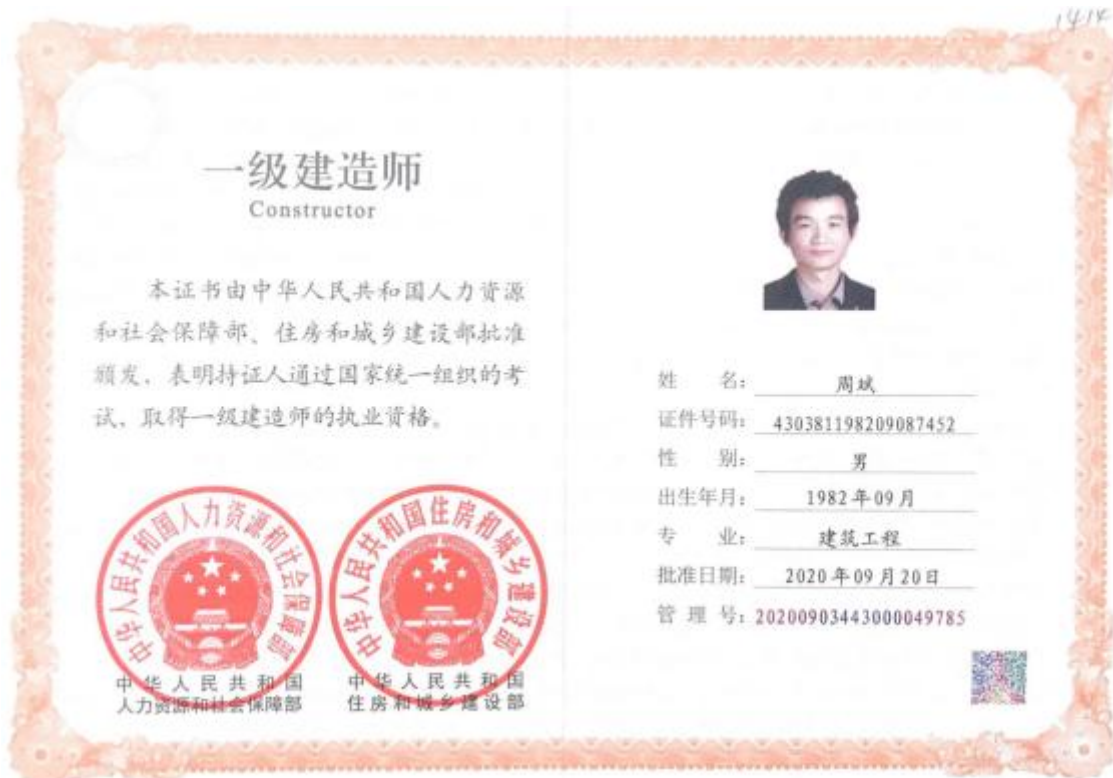 1414
一级建造师
Constructor
本证书由中华人民共和国人力资源
和社会保障部、住房和城乡建设部批准
颁发，表明持证人通过国家统一组织的考
试，取得一级建造师的执业资格。
中华人民共和国人力资源和社会保障部
中华人民共和国
人力资源和社会保障部
中华人民共和国住房和城乡建设部
中华人民共和国
住房和城乡建设部
姓 名： 周斌
证件号码： 430381198209087452
性 别： 男
出生年月： 1982年09月
专 业： 建筑工程
批准日期： 2020年09月20日
管 理 号： 20200903443000049785